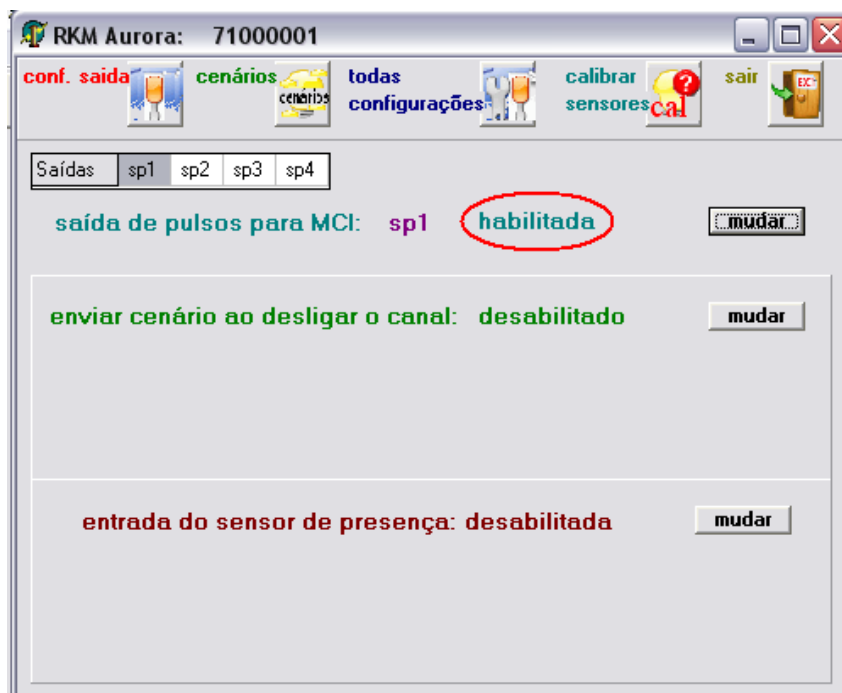 RKM Aurora: 71000001
conf. saida cenários todas configurações calibrar sensores sair
cenários cal EXIT
Saídas sp1 sp2 sp3 sp4
saída de pulsos para MCI: sp1 habilitada mudar
enviar cenário ao desligar o canal: desabilitado mudar
entrada do sensor de presença: desabilitada mudar